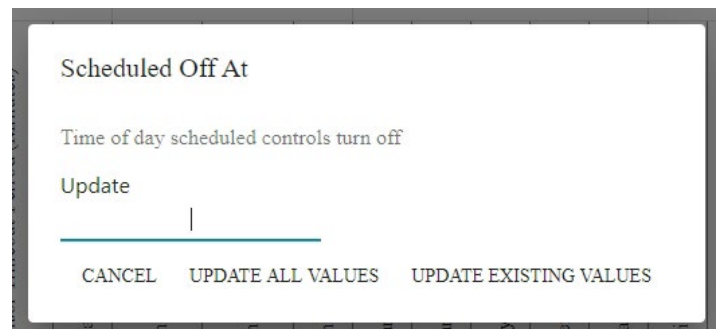 Scheduled Off At
Time of day scheduled controls turn off
Update
CANCEL UPDATE ALL VALUES UPDATE EXISTING VALUES